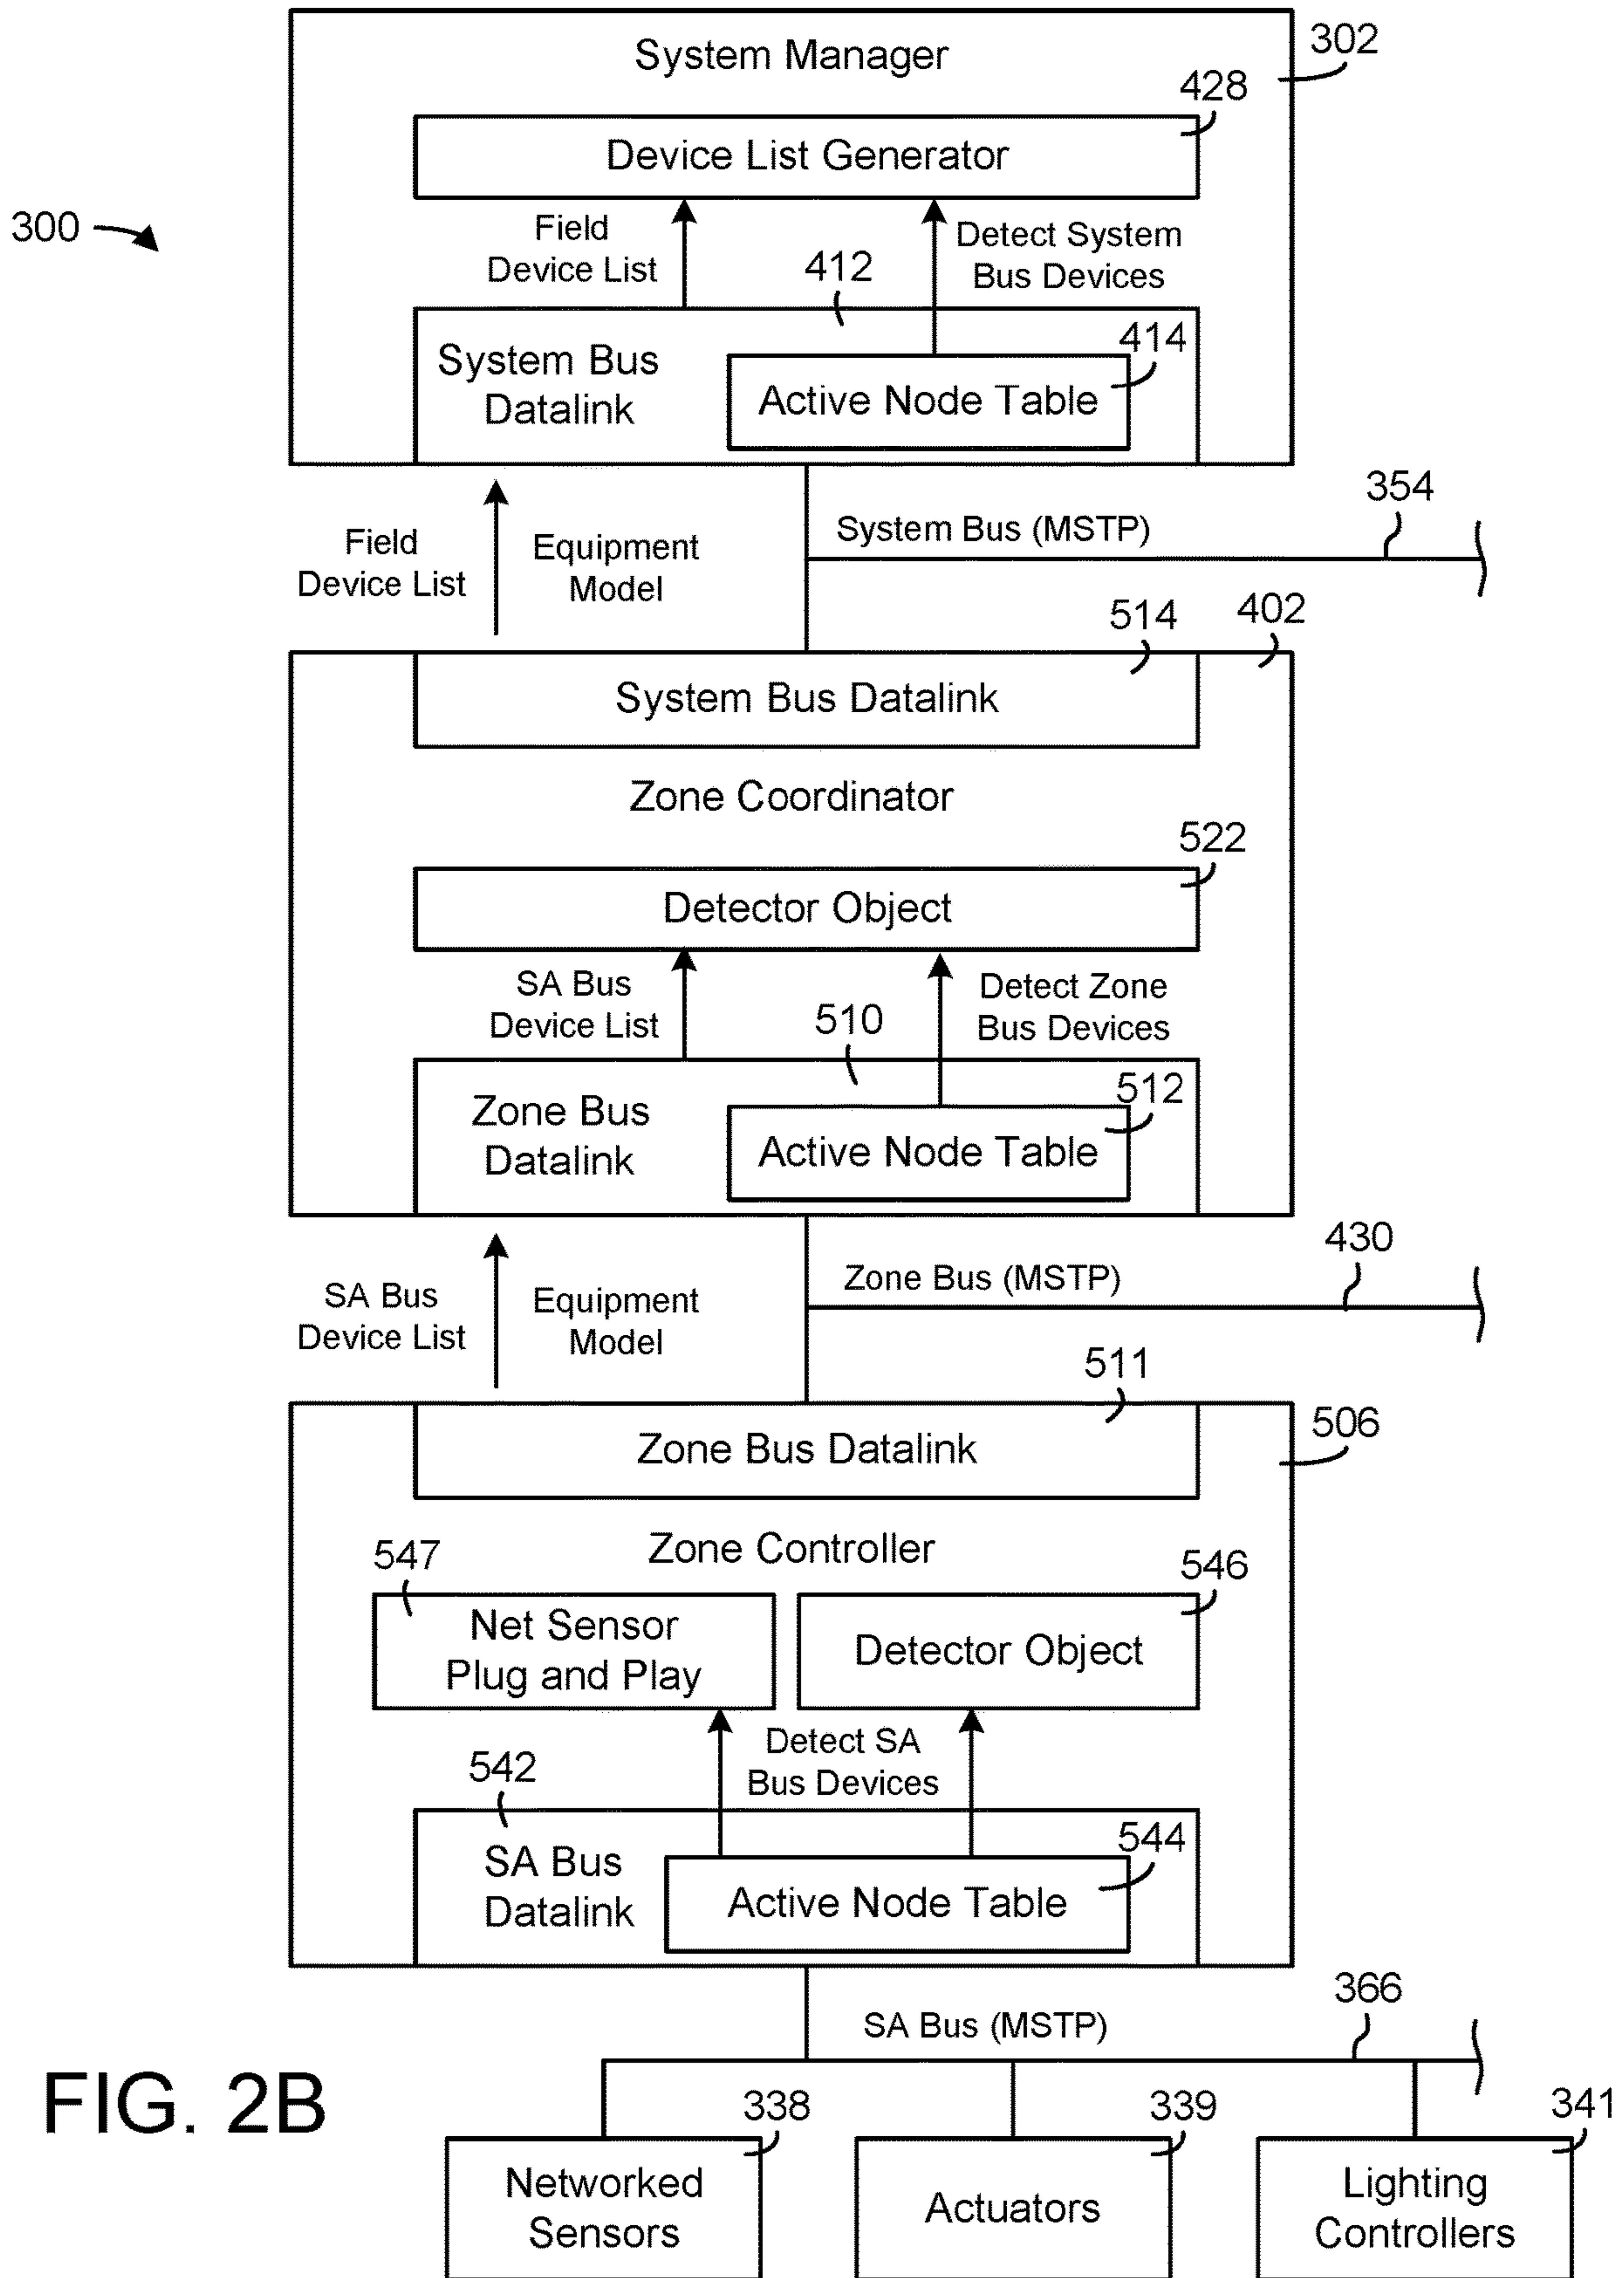 System Manager
302
428
Device List Generator
300
Field
Device List
412
Detect System
Bus Devices
414
System Bus
Datalink
Active Node Table
354
System Bus (MSTP)
Field
Device List
Equipment
Model
514
402
System Bus Datalink
Zone Coordinator
522
Detector Object
SA Bus
Device List
510
Detect Zone
Bus Devices
512
Zone Bus
Datalink
Active Node Table
430
Zone Bus (MSTP)
SA Bus
Device List
Equipment
Model
511
506
Zone Bus Datalink
Zone Controller
547
546
Net Sensor
Plug and Play
Detector Object
Detect SA
Bus Devices
542
544
SA Bus
Datalink
Active Node Table
366
SA Bus (MSTP)
FIG. 2B
338
339
341
Networked
Sensors
Actuators
Lighting
Controllers